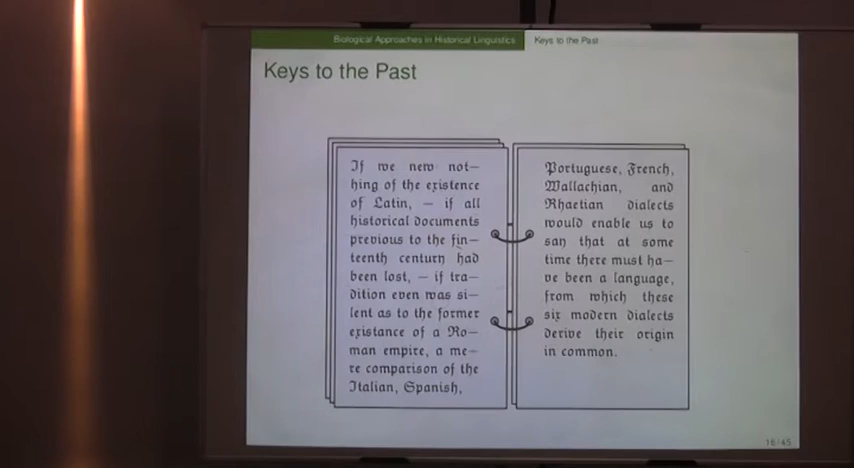 Biological Approaches in Historical Linguistics Keys to the Past
Keys to the Past
If we new not-
hing of the existence
of Latin, – if all
historical documents
previous to the fin-
teenth century had
been lost, – if tra-
dition even was si-
lent as to the former
existance of a Ro-
man empire, a me-
re comparison of the
Italian, Spanish,
Portuguese, French,
Wallachian, and
Rhaetian dialects
would enable us to
say that at some
time there must ha-
ve been a language,
from which these
six modern dialects
derive their origin
in common.
16/45